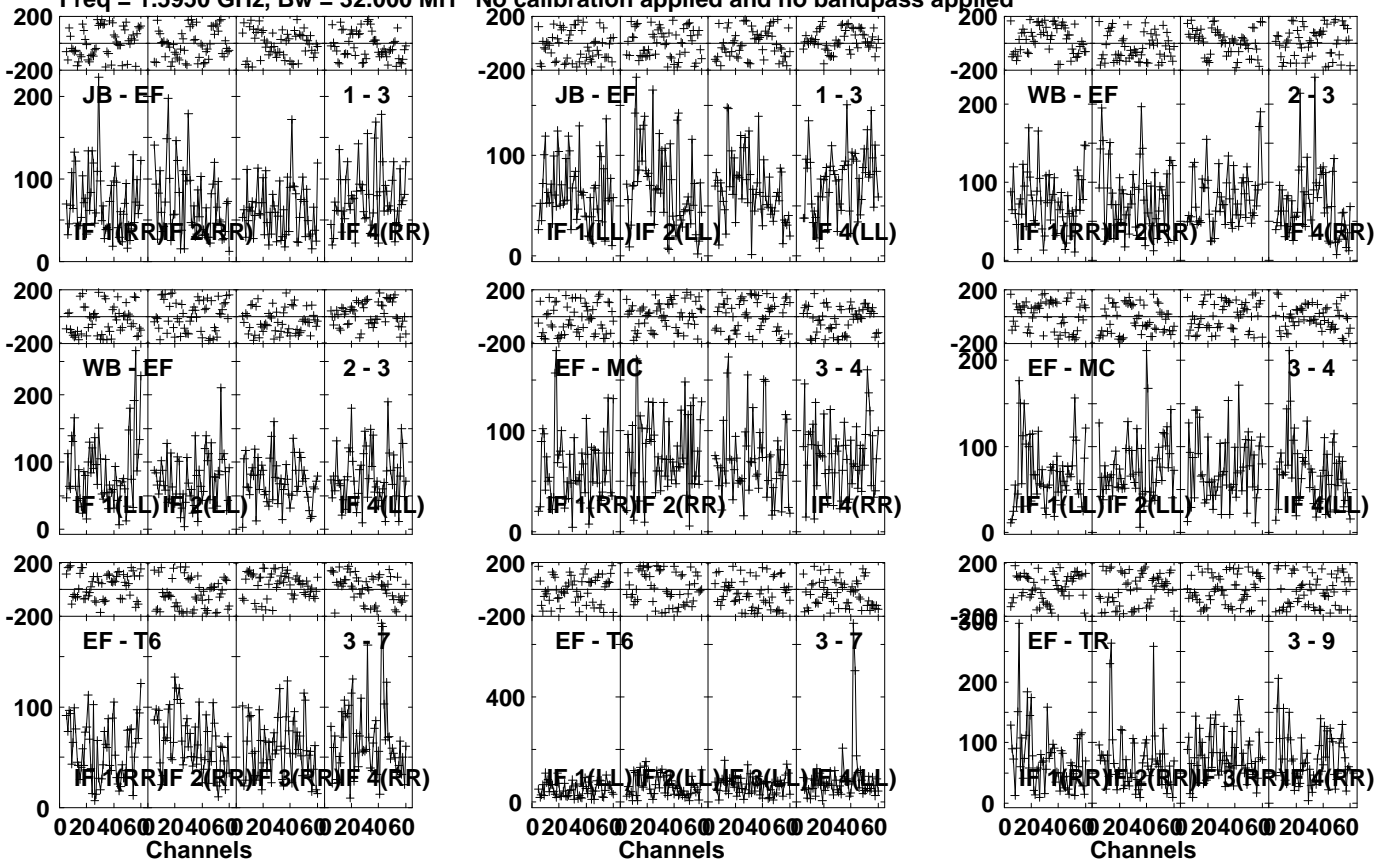 Freq = 1.5950 GHz, Bw = 32.000 MH No calibration applied and no bandpass applied
200
-200
200
100
0
JB - EF 1 - 3
IF 1(RR) IF 2(RR) IF 4(RR)
200
-200
100
0
JB - EF 1 - 3
IF 1(LL) IF 2(LL) IF 4(LL)
200
-200
200
100
0
WB - EF 2 - 3
IF 1(RR) IF 2(RR) IF 4(RR)
200
-200
200
100
0
WB - EF 2 - 3
IF 1(LL) IF 2(LL) IF 4(LL)
200
-200
100
0
EF - MC 3 - 4
IF 1(RR) IF 2(RR) IF 4(RR)
200
-200
200
100
0
EF - MC 3 - 4
IF 1(LL) IF 2(LL) IF 4(LL)
200
-200
100
0
EF - T6 3 - 7
IF 1(RR) IF 2(RR) IF 3(RR) IF 4(RR)
0 20 40 60 0 20 40 60 0 20 40 60 0 20 40 60
Channels
200
-200
400
0
EF - T6 3 - 7
IF 1(LL) IF 2(LL) IF 3(LL) IF 4(LL)
0 20 40 60 0 20 40 60 0 20 40 60 0 20 40 60
Channels
200
-200
300
200
100
0
EF - TR 3 - 9
IF 1(RR) IF 2(RR) IF 3(RR) IF 4(RR)
0 20 40 60 0 20 40 60 0 20 40 60 0 20 40 60
Channels